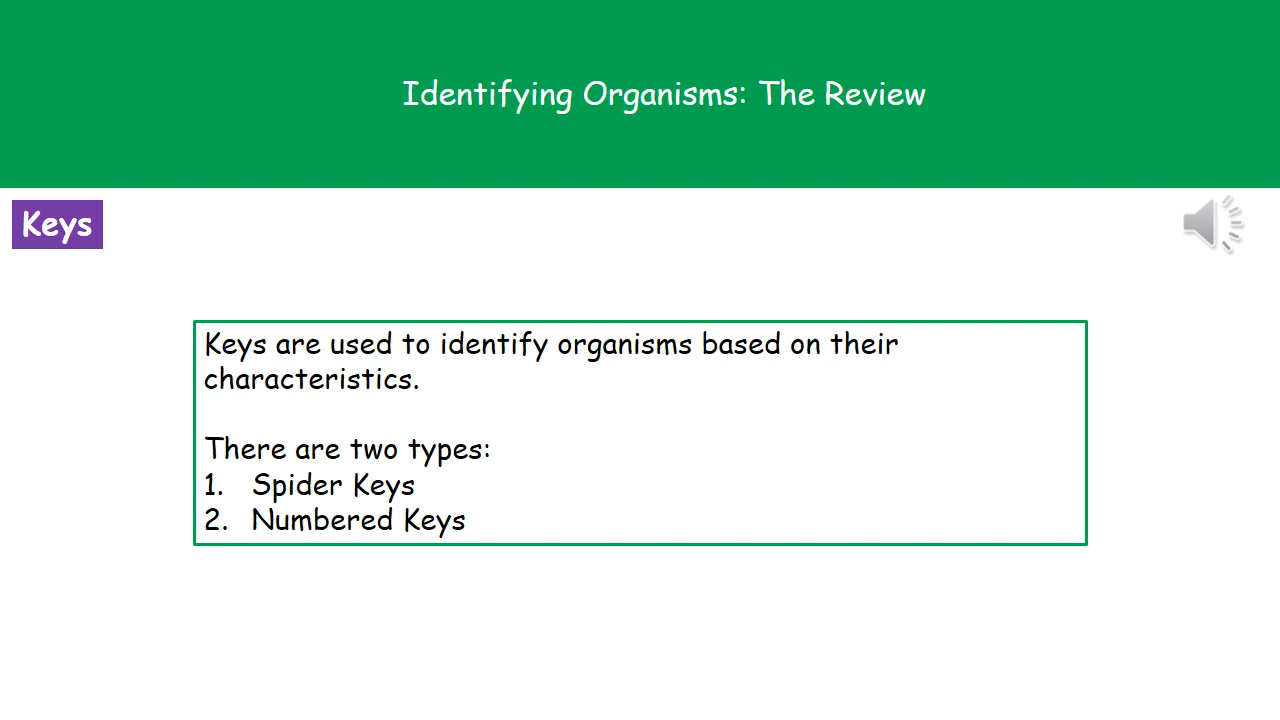 Identifying Organisms: The Review
Keys
Keys are used to identify organisms based on their
characteristics.
There are two types:
1. Spider Keys
2. Numbered Keys